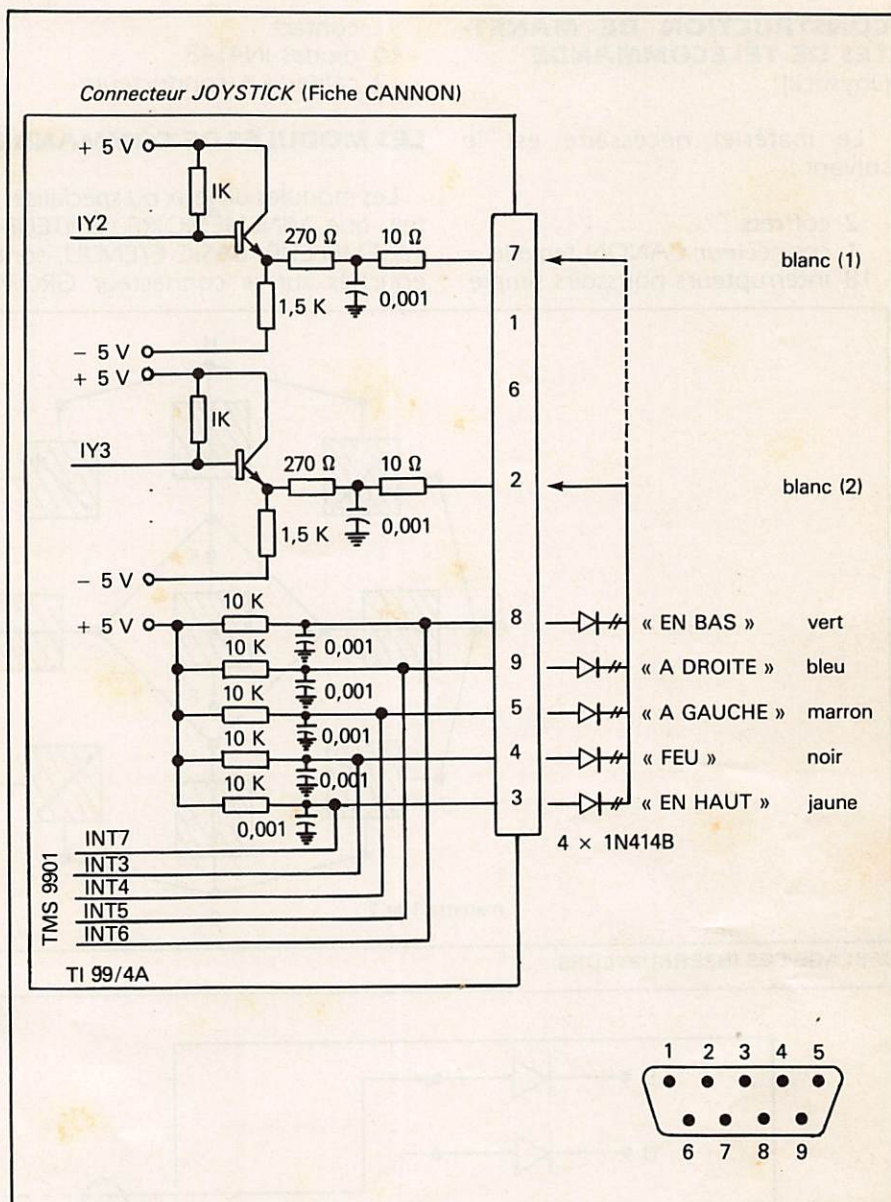 Connecteur JOYSTICK (Fiche CANNON)
+ 5 V
1K
IY2
270 Ω
10 Ω
7
blanc (1)
1,5 K
0,001
1
– 5 V
+ 5 V
6
1K
IY3
270 Ω
10 Ω
2
blanc (2)
1,5 K
0,001
– 5 V
+ 5 V
10 K
8
« EN BAS » vert
0,001
10 K
9
« A DROITE » bleu
0,001
10 K
5
« A GAUCHE » marron
0,001
10 K
4
« FEU » noir
0,001
10 K
3
« EN HAUT » jaune
0,001
4 × 1N414B
TMS 9901
INT7
INT3
INT4
INT5
INT6
TI 99/4A
1 2 3 4 5
6 7 8 9